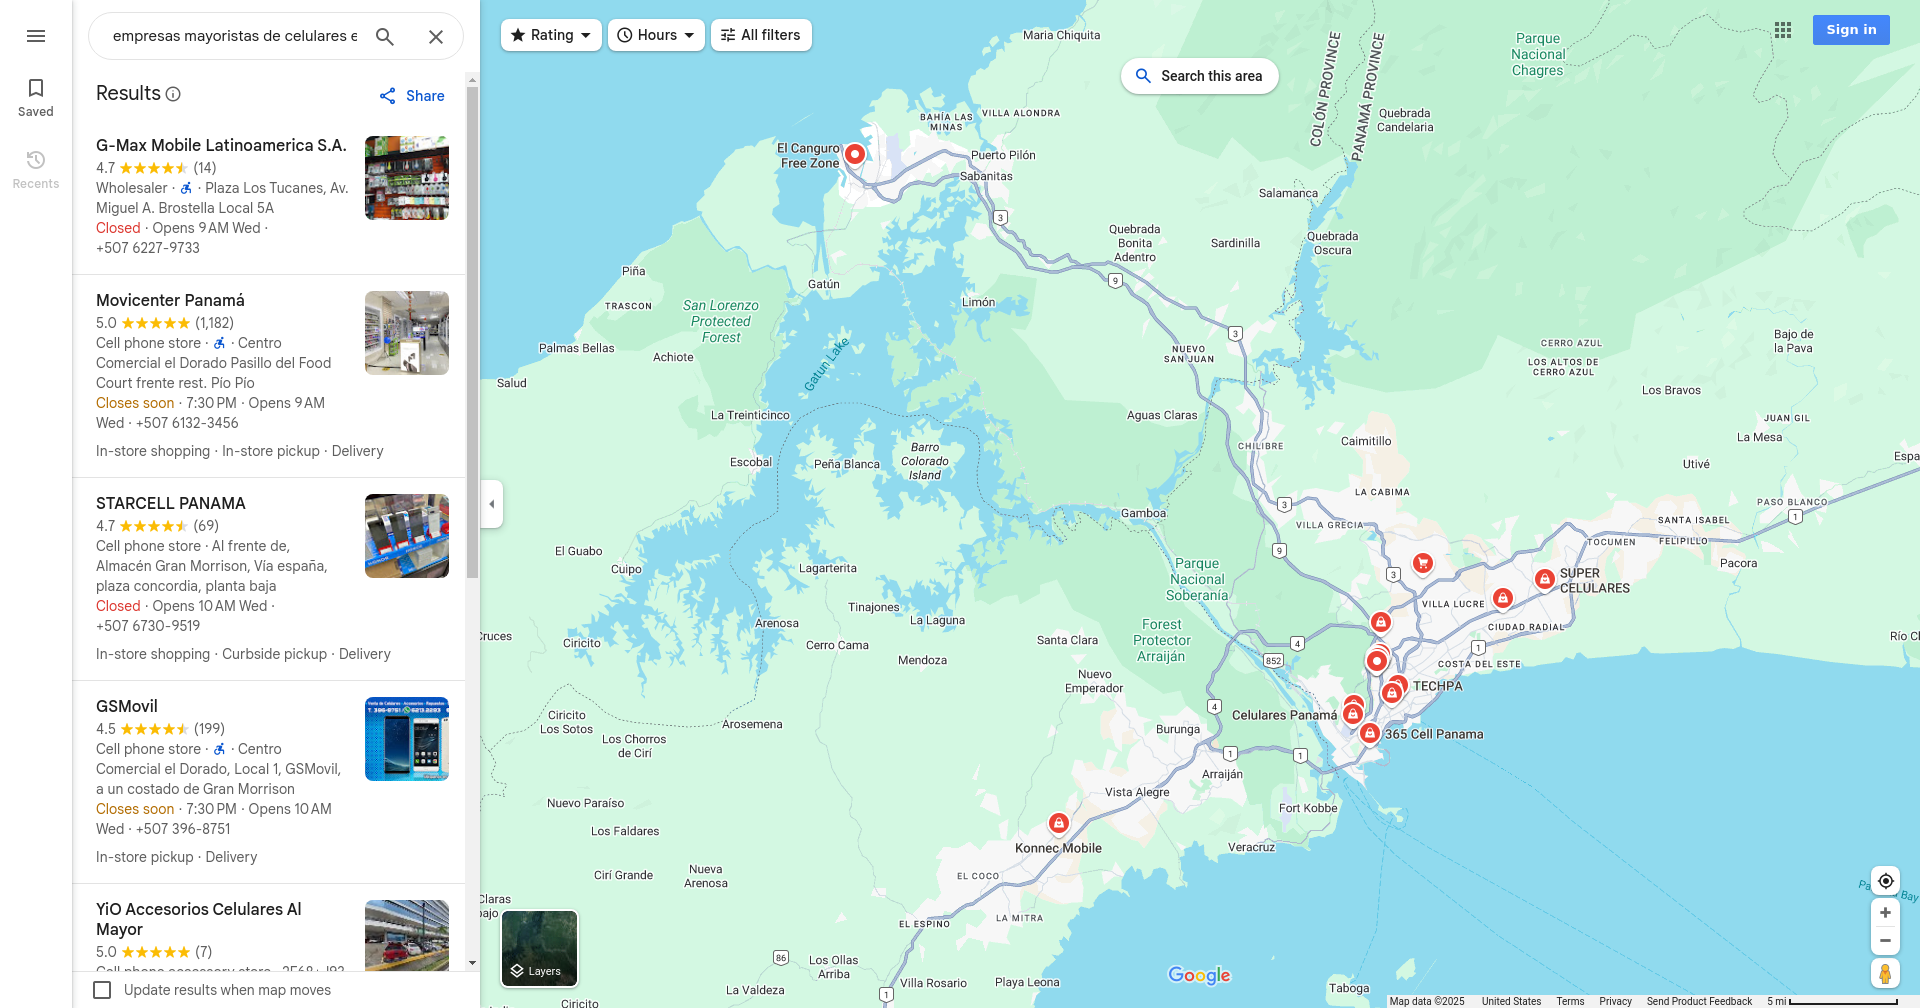 empresas mayoristas de celulares e
Saved
Recents
Results
Share
G-Max Mobile Latinoamerica S.A.
4.7 (14)
Wholesaler · · Plaza Los Tucanes, Av.
Miguel A. Brostella Local 5A
Closed · Opens 9 AM Wed ·
+507 6227-9733
Movicenter Panamá
5.0 (1,182)
Cell phone store · · Centro
Comercial el Dorado Pasillo del Food
Court frente rest. Pío Pío
Closes soon · 7:30 PM · Opens 9 AM
Wed · +507 6132-3456
In-store shopping · In-store pickup · Delivery
STARCELL PANAMA
4.7 (69)
Cell phone store · Al frente de,
Almacén Gran Morrison, Vía españa,
plaza concordia, planta baja
Closed · Opens 10 AM Wed ·
+507 6730-9519
In-store shopping · Curbside pickup · Delivery
GSMovil
4.5 (199)
Cell phone store · · Centro
Comercial el Dorado, Local 1, GSMovil,
a un costado de Gran Morrison
Closes soon · 7:30 PM · Opens 10 AM
Wed · +507 396-8751
In-store pickup · Delivery
YiO Accesorios Celulares Al
Mayor
5.0 (7)
Update results when map moves
Rating
Hours
All filters
Search this area
Sign in
Maria Chiquita
COLÓN PROVINCE
PANAMÁ PROVINCE
Parque
Nacional
Chagres
Quebrada
Candelaria
BAHÍA LAS
MINAS
VILLA ALONDRA
El Canguro
Free Zone
Puerto Pilón
Sabanitas
Salamanca
3
Quebrada
Bonita
Adentro
Sardinilla
Quebrada
Oscura
Piña
Gatún
9
TRASCON
San Lorenzo
Protected
Forest
Limón
3
Palmas Bellas
Achiote
Gatun Lake
NUEVO
SAN JUAN
CERRO AZUL
LOS ALTOS DE
CERRO AZUL
Bajo de
la Pava
Salud
Los Bravos
La Treinticinco
Aguas Claras
JUAN GIL
La Mesa
CHILIBRE
Caimitillo
Escobal
Peña Blanca
Barro
Colorado
Island
Utivé
Espa
LA CABIMA
PASO BLANCO
3
1
Gamboa
VILLA GRECIA
SANTA ISABEL
FELIPILLO
TOCUMEN
El Guabo
Cuipo
9
Pacora
Lagarterita
Parque
Nacional
Soberanía
3
SUPER
CELULARES
VILLA LUCRE
Tinajones
La Laguna
Arenosa
CIUDAD RADIAL
Cruces
Ciricito
Cerro Cama
Santa Clara
Forest
Protector
Arraiján
4
1
Río C
Mendoza
852
COSTA DEL ESTE
Nuevo
Emperador
TECHPA
4
Celulares Panamá
Ciricito
Los Sotos
Arosemena
Burunga
365 Cell Panama
Los Chorros
de Cirí
1
1
Arraiján
Vista Alegre
Nuevo Paraíso
Fort Kobbe
Los Faldares
Konnec Mobile
Veracruz
Cirí Grande
Nueva
Arenosa
EL COCO
Claras
bajo
LA MITRA
EL ESPINO
Layers
86
Los Ollas
Arriba
La Valdeza
1
Villa Rosario
Playa Leona
Ciricito
Google
Taboga
Map data ©2025 United States Terms Privacy Send Product Feedback 5 mi